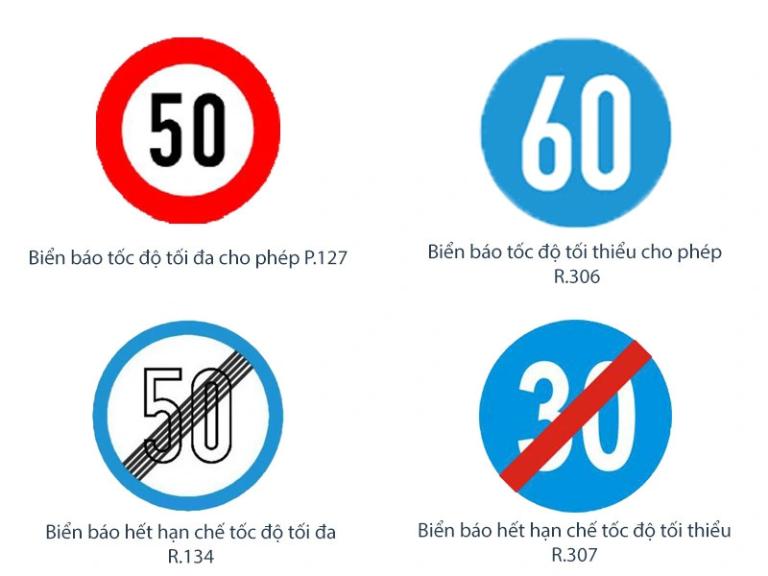 50
60
Biển báo tốc độ tối đa cho phép P.127
Biển báo tốc độ tối thiểu cho phép
R.306
50
30
Biển báo hết hạn chế tốc độ tối đa
R.134
Biển báo hết hạn chế tốc độ tối thiểu
R.307